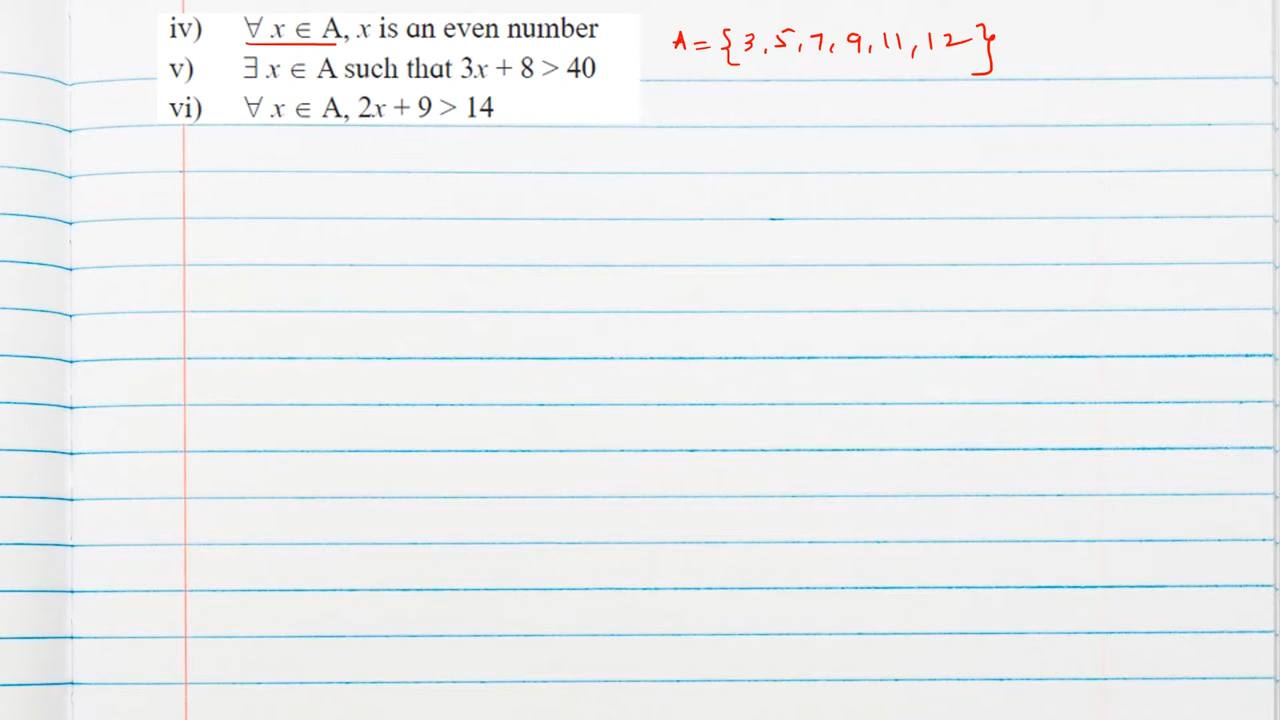 iv) ∀ x ∈ A, x is an even number
A = {3, 5, 7, 9, 11, 12}
v) ∃ x ∈ A such that 3x + 8 > 40
vi) ∀ x ∈ A, 2x + 9 > 14